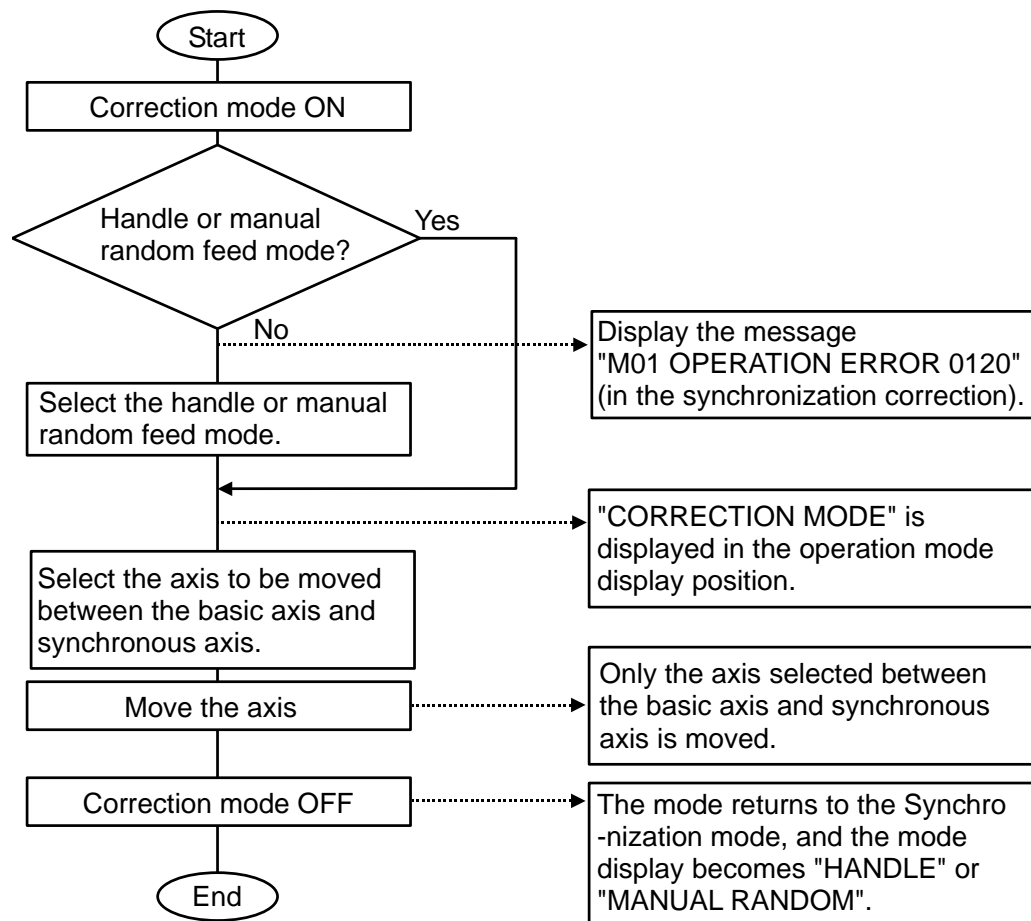 Start
Correction mode ON
Handle or manual
random feed mode?
Yes
No
Display the message
"M01 OPERATION ERROR 0120"
(in the synchronization correction).
Select the handle or manual
random feed mode.
"CORRECTION MODE" is
displayed in the operation mode
display position.
Select the axis to be moved
between the basic axis and
synchronous axis.
Move the axis
Only the axis selected between
the basic axis and synchronous
axis is moved.
Correction mode OFF
The mode returns to the Synchro
-nization mode, and the mode
display becomes "HANDLE" or
"MANUAL RANDOM".
End